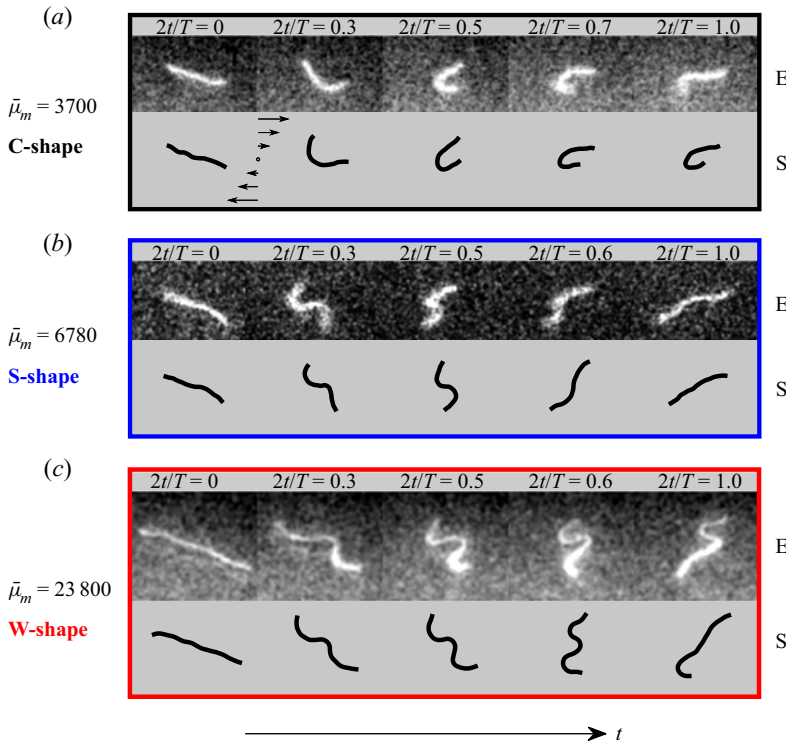 (a)
2t/T = 0 2t/T = 0.3 2t/T = 0.5 2t/T = 0.7 2t/T = 1.0
E
μ̄m = 3700
C-shape
S
(b)
2t/T = 0 2t/T = 0.3 2t/T = 0.5 2t/T = 0.6 2t/T = 1.0
E
μ̄m = 6780
S-shape
S
(c)
2t/T = 0 2t/T = 0.3 2t/T = 0.5 2t/T = 0.6 2t/T = 1.0
E
μ̄m = 23 800
W-shape
S
t